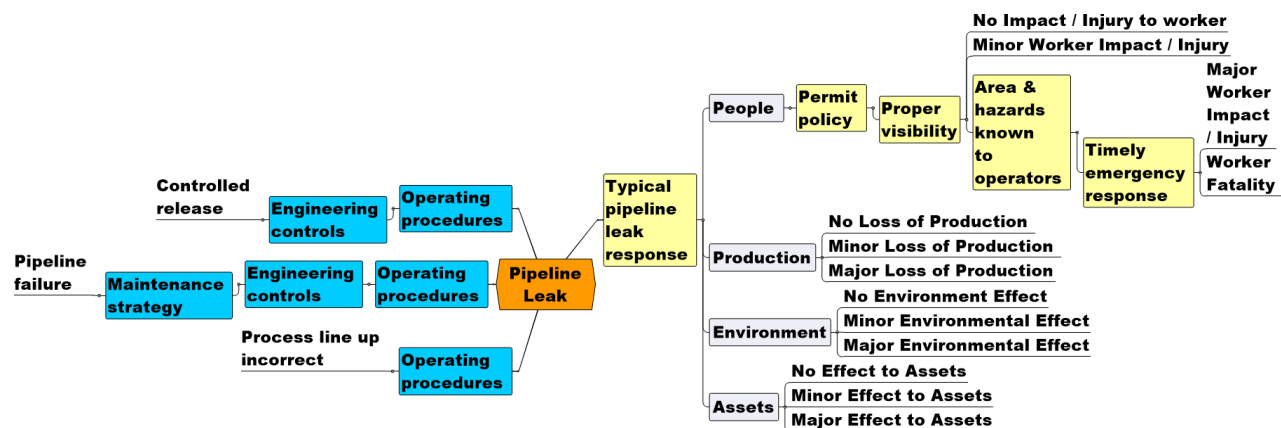 Controlled
release
Engineering
controls
Operating
procedures
Pipeline
failure
Maintenance
strategy
Engineering
controls
Operating
procedures
Process line up
incorrect
Operating
procedures
Pipeline
Leak
Typical
pipeline
leak
response
People
Permit
policy
Proper
visibility
No Impact / Injury to worker
Minor Worker Impact / Injury
Area &
hazards
known
to
operators
Timely
emergency
response
Major
Worker
Impact
/ Injury
Worker
Fatality
Production
No Loss of Production
Minor Loss of Production
Major Loss of Production
Environment
No Environment Effect
Minor Environmental Effect
Major Environmental Effect
Assets
No Effect to Assets
Minor Effect to Assets
Major Effect to Assets